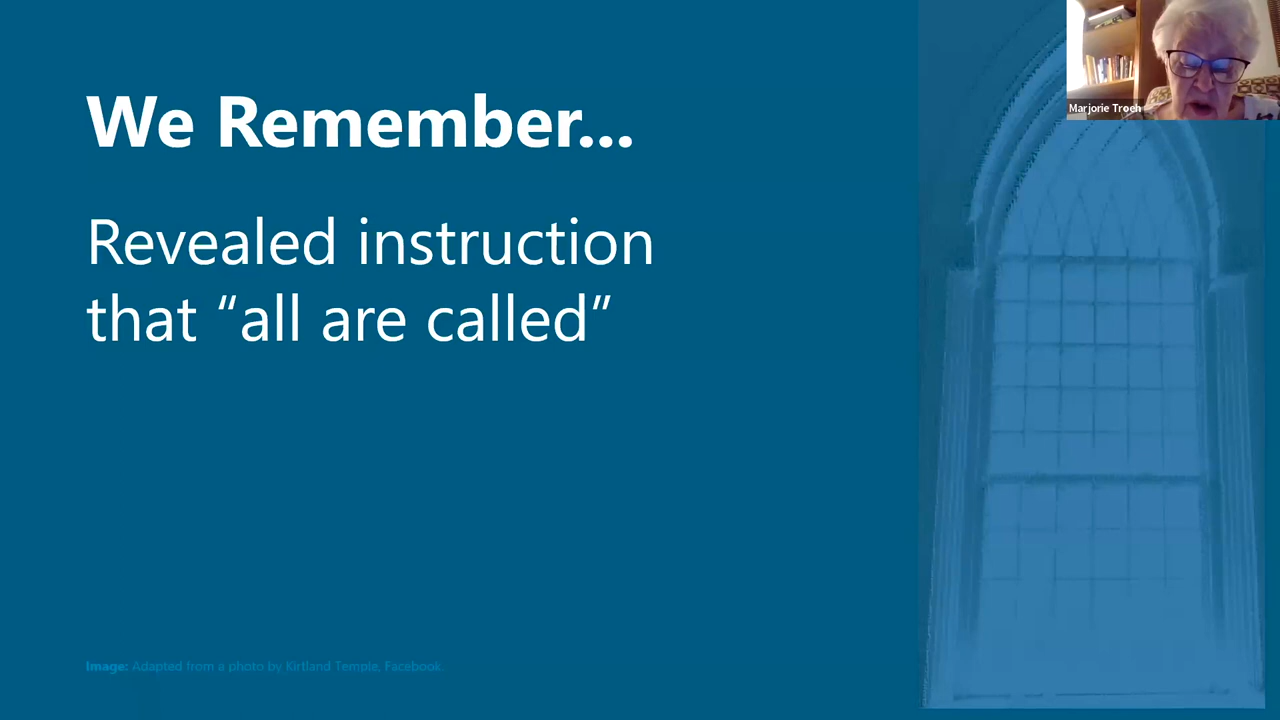 We Remember...
Revealed instruction
that “all are called”
Image: Adapted from a photo by Kirtland Temple, Facebook
Marjorie Troeh